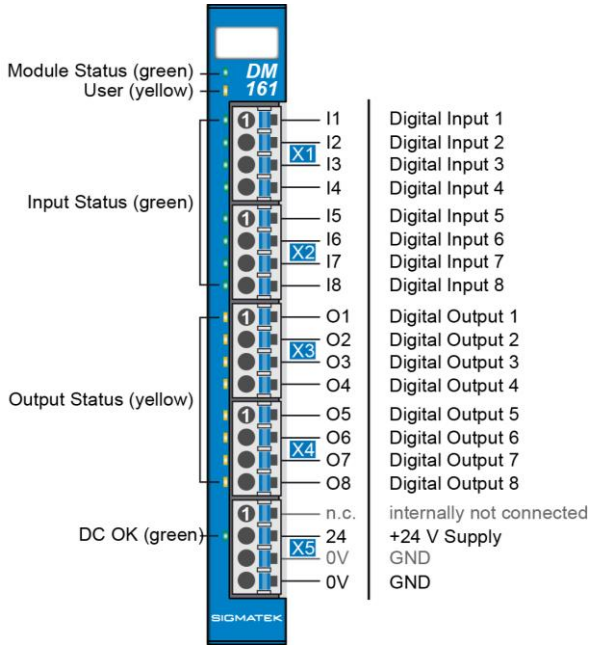 DM
161
Module Status (green)
User (yellow)
Input Status (green)
Output Status (yellow)
DC OK (green)
1
X1
I1 Digital Input 1
I2 Digital Input 2
I3 Digital Input 3
I4 Digital Input 4
1
X2
I5 Digital Input 5
I6 Digital Input 6
I7 Digital Input 7
I8 Digital Input 8
1
X3
O1 Digital Output 1
O2 Digital Output 2
O3 Digital Output 3
O4 Digital Output 4
1
X4
O5 Digital Output 5
O6 Digital Output 6
O7 Digital Output 7
O8 Digital Output 8
1
X5
n.c. internally not connected
24 +24 V Supply
0V GND
0V GND
SIGMATEK